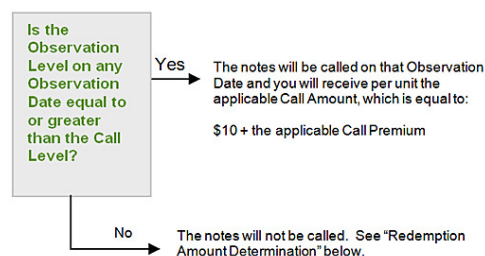 Is the
Observation
Level on any
Observation
Date equal to
or greater
than the Call
Level?
Yes
The notes will be called on that Observation
Date and you will receive per unit the
applicable Call Amount, which is equal to:
$10 + the applicable Call Premium
No
The notes will not be called. See “Redemption
Amount Determination” below.